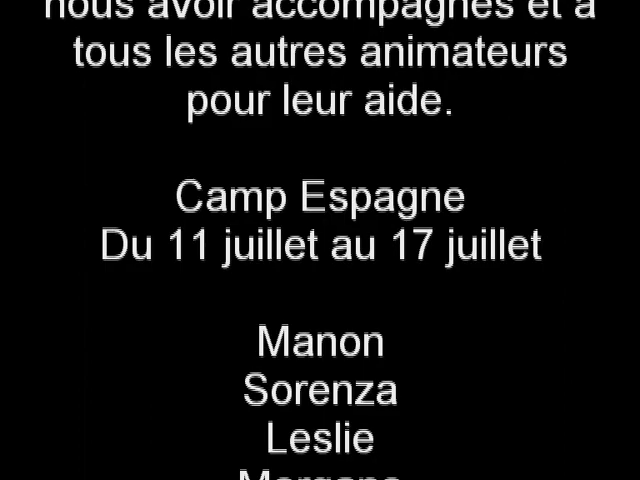 nous avoir accompagnés et à
tous les autres animateurs
pour leur aide.
Camp Espagne
Du 11 juillet au 17 juillet
Manon
Sorenza
Leslie